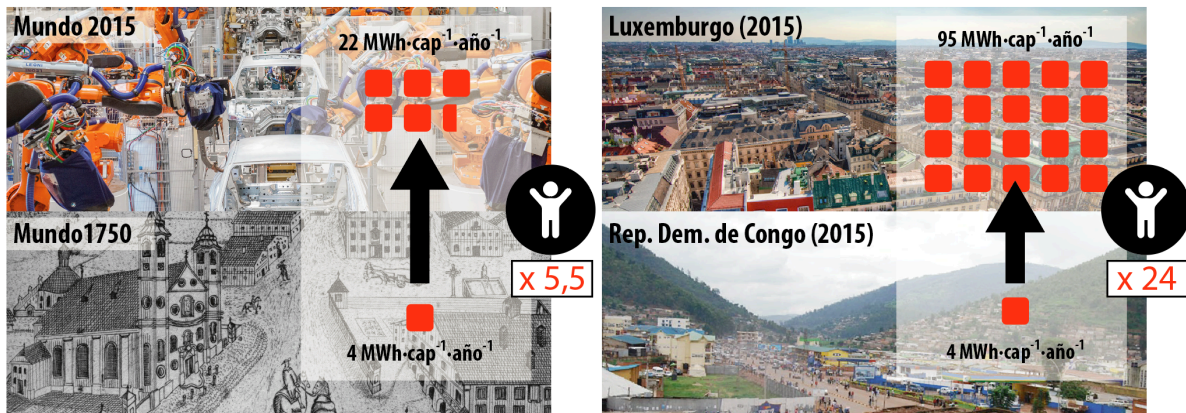 Mundo 2015
22 MWh·cap⁻¹·año⁻¹
Mundo1750
x 5,5
4 MWh·cap⁻¹·año⁻¹
Luxemburgo (2015)
95 MWh·cap⁻¹·año⁻¹
Rep. Dem. de Congo (2015)
x 24
4 MWh·cap⁻¹·año⁻¹